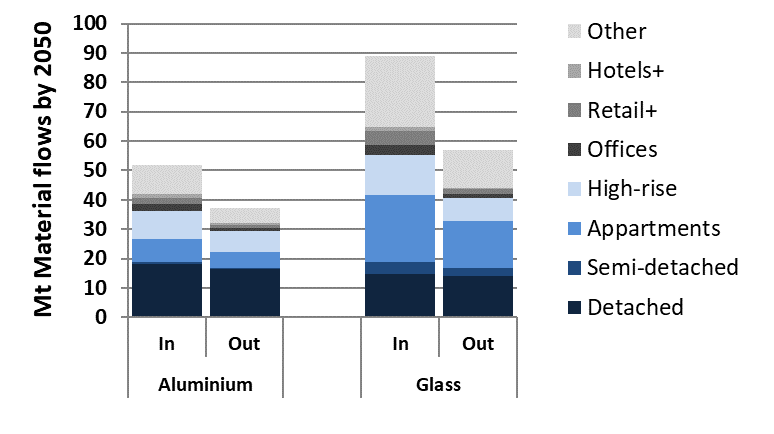 Mt Material flows by 2050
100
90
80
70
60
50
40
30
20
10
0
In
Out
In
Out
Aluminium
Glass
Other
Hotels+
Retail+
Offices
High-rise
Appartments
Semi-detached
Detached